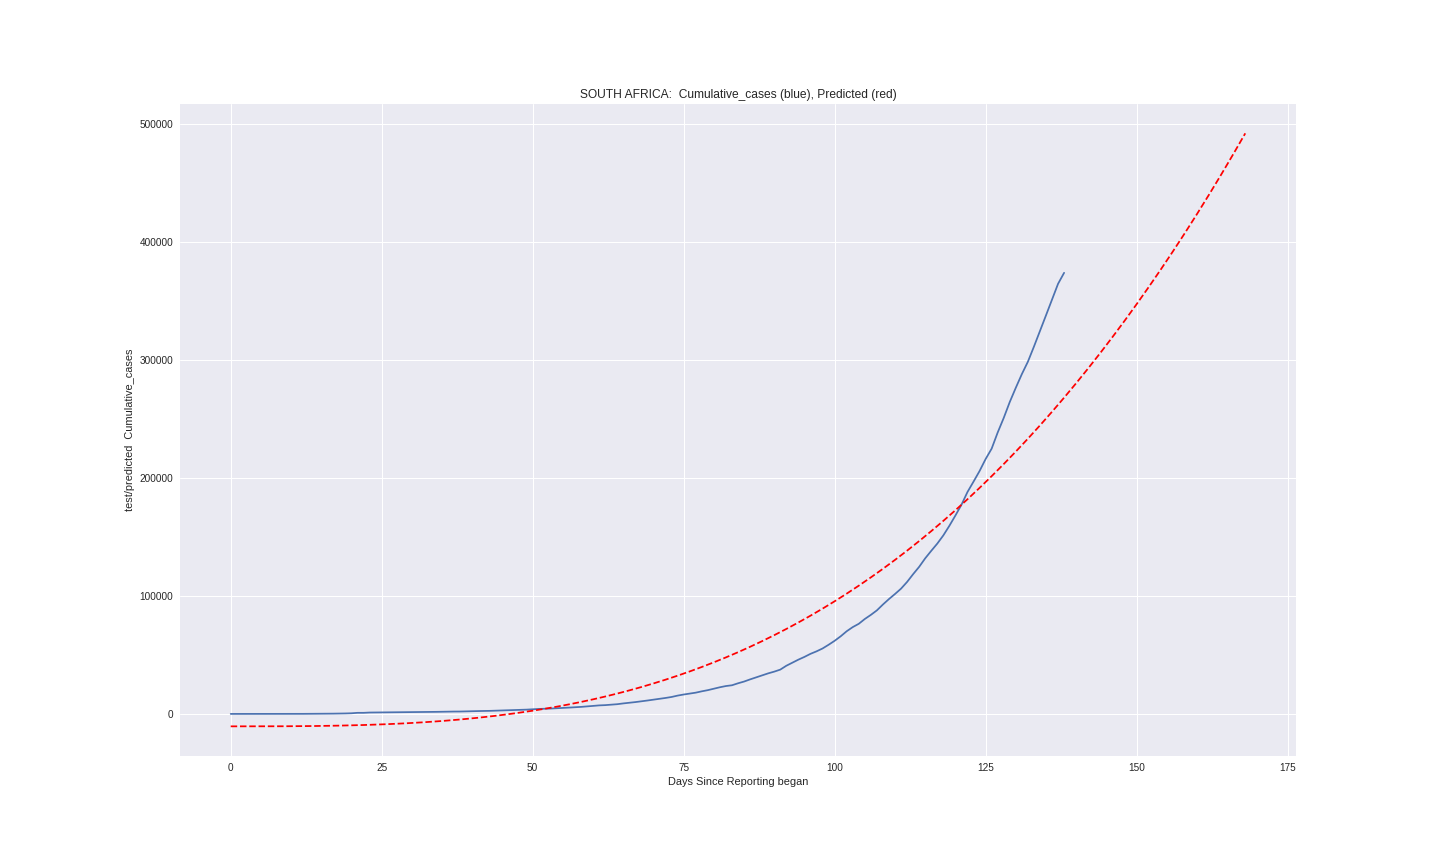 SOUTH AFRICA:  Cumulative_cases (blue), Predicted (red)
500000
400000
300000
200000
100000
0
test/predicted  Cumulative_cases
0 25 50 75 100 125 150 175
Days Since Reporting began